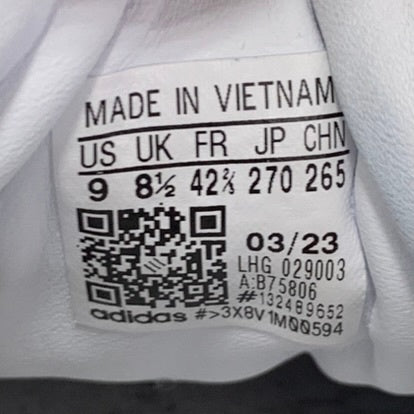 MADE IN VIETNAM
US UK FR JP CHN
9 8½ 42⅔ 270 265
03/23
LHG 029003
A:B75806
#132489652
adidas #>3X8V1M00594